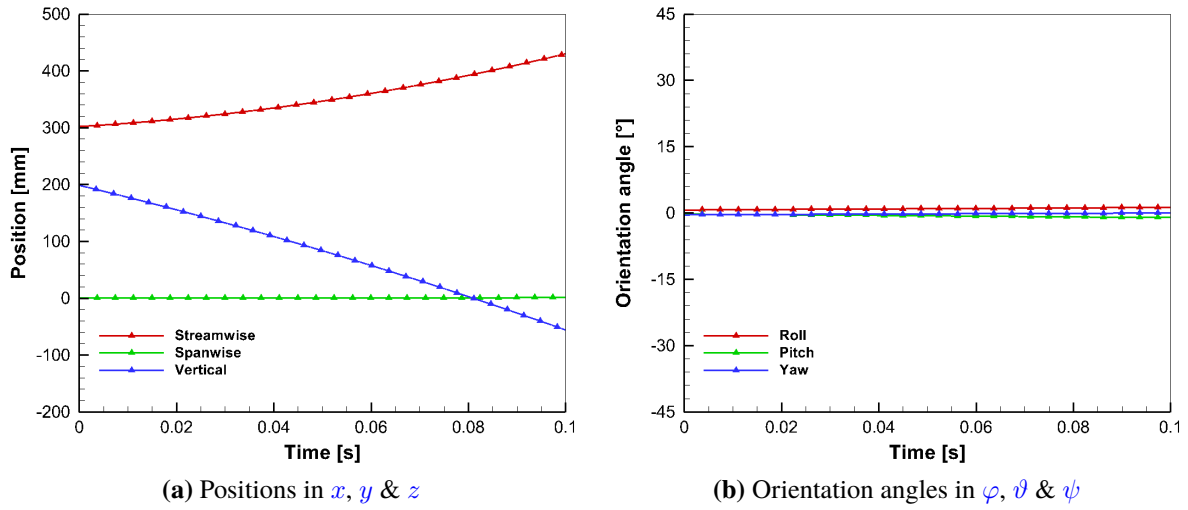 500
400
300
200
100
0
-100
-200
Position [mm]
Streamwise
Spanwise
Vertical
0 0.02 0.04 0.06 0.08 0.1
Time [s]
(a) Positions in x, y & z
45
30
15
0
-15
-30
-45
Orientation angle [°]
Roll
Pitch
Yaw
0 0.02 0.04 0.06 0.08 0.1
Time [s]
(b) Orientation angles in φ, ϑ & ψ